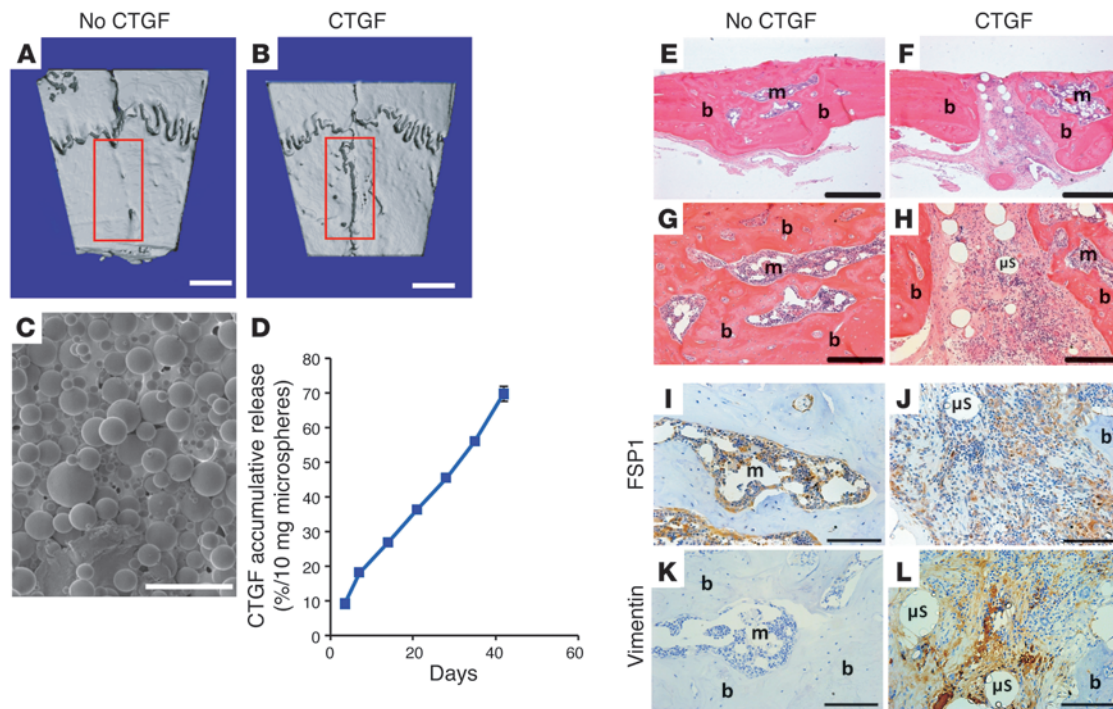 No CTGF
CTGF
A
B
C
D
CTGF accumulative release
(%/10 mg microspheres)
80
70
60
50
40
30
20
10
0
0
20
40
60
Days
No CTGF
CTGF
E
b
m
b
F
b
m
b
G
b
m
b
b
H
b
µS
m
b
FSP1
I
m
J
µS
b
Vimentin
K
b
m
b
b
L
µS
µS
b